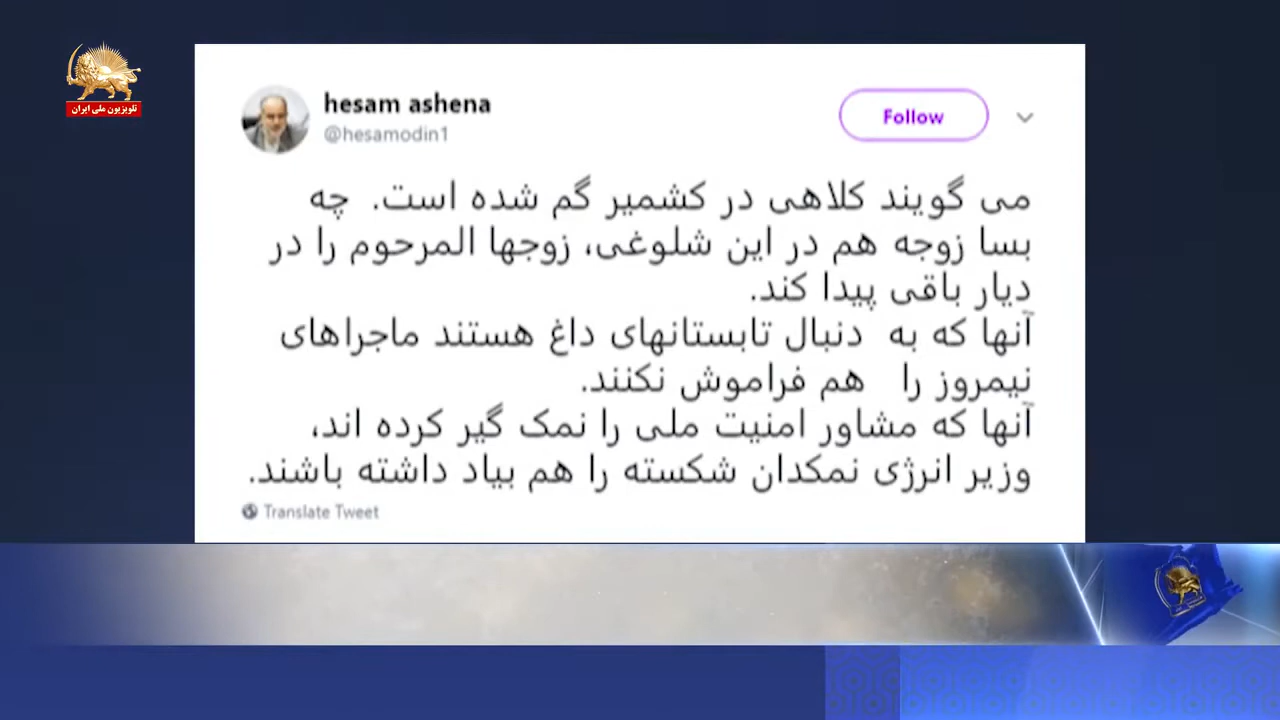 تلویزیون ملی ایران
hesam ashena
@hesamodin1
Follow
می گویند کلاهی در کشمیر گم شده است. چه
بسا زوجه هم در این شلوغی، زوجها المرحوم را در
دیار باقی پیدا کند.
آنها که به دنبال تابستانهای داغ هستند ماجراهای
نیمروز را هم فراموش نکنند.
آنها که مشاور امنیت ملی را نمک گیر کرده اند،
وزیر انرژی نمکدان شکسته را هم بیاد داشته باشند.
Translate Tweet